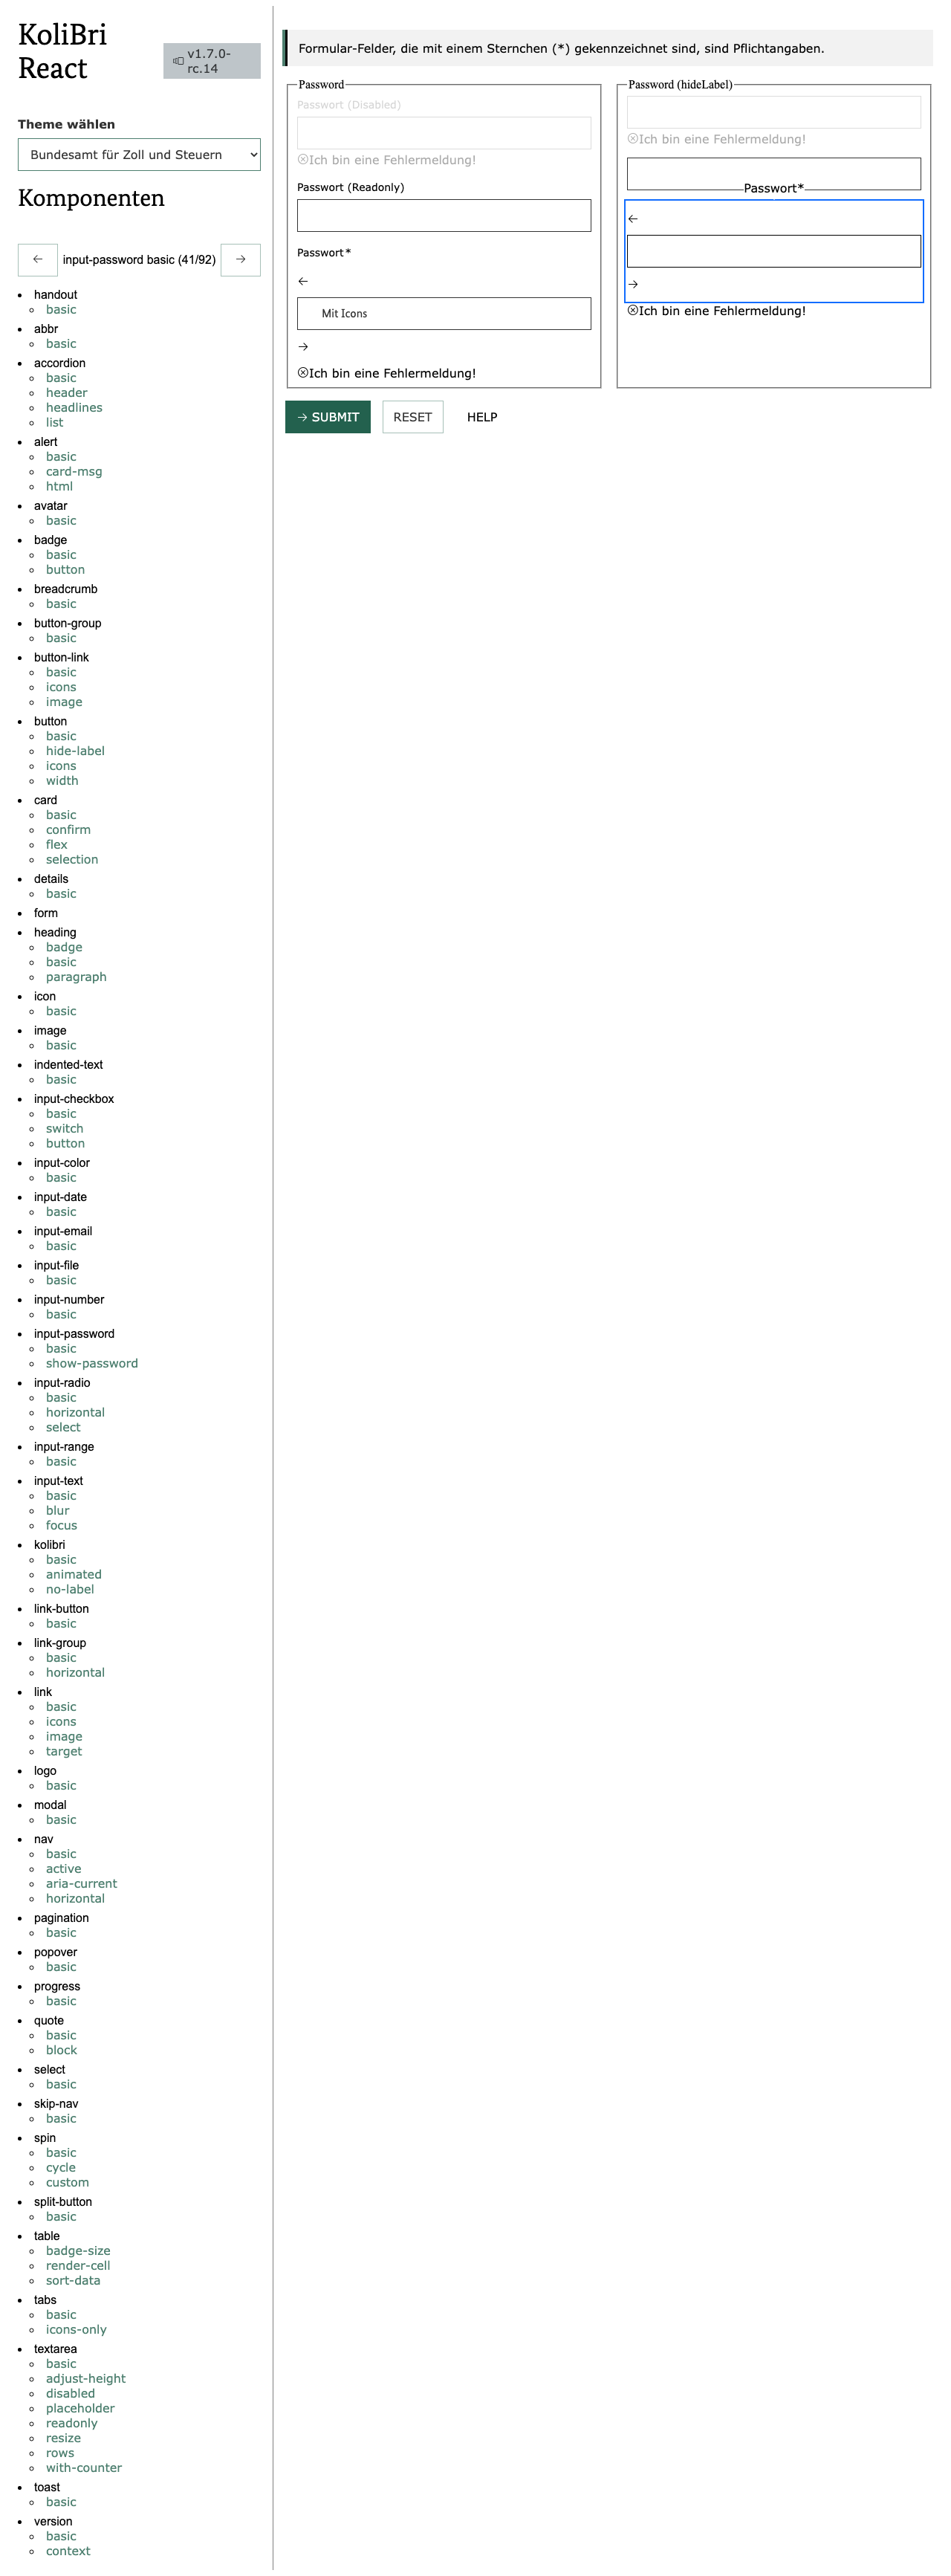 KoliBri
React
v1.7.0-
rc.14
Theme wählen
Bundesamt für Zoll und Steuern
Komponenten
← input-password basic (41/92) →
handout
basic
abbr
basic
accordion
basic
header
headlines
list
alert
basic
card-msg
html
avatar
basic
badge
basic
button
breadcrumb
basic
button-group
basic
button-link
basic
icons
image
button
basic
hide-label
icons
width
card
basic
confirm
flex
selection
details
basic
form
heading
badge
basic
paragraph
icon
basic
image
basic
indented-text
basic
input-checkbox
basic
switch
button
input-color
basic
input-date
basic
input-email
basic
input-file
basic
input-number
basic
input-password
basic
show-password
input-radio
basic
horizontal
select
input-range
basic
input-text
basic
blur
focus
kolibri
basic
animated
no-label
link-button
basic
link-group
basic
horizontal
link
basic
icons
image
target
logo
basic
modal
basic
nav
basic
active
aria-current
horizontal
pagination
basic
popover
basic
progress
basic
quote
basic
block
select
basic
skip-nav
basic
spin
basic
cycle
custom
split-button
basic
table
badge-size
render-cell
sort-data
tabs
basic
icons-only
textarea
basic
adjust-height
disabled
placeholder
readonly
resize
rows
with-counter
toast
basic
version
basic
context
Formular-Felder, die mit einem Sternchen (*) gekennzeichnet sind, sind Pflichtangaben.
Password
Passwort (Disabled)
Ich bin eine Fehlermeldung!
Passwort (Readonly)
Passwort*
←
Mit Icons
→
Ich bin eine Fehlermeldung!
Password (hideLabel)
Ich bin eine Fehlermeldung!
Passwort*
←
→
Ich bin eine Fehlermeldung!
→ SUBMIT
RESET
HELP